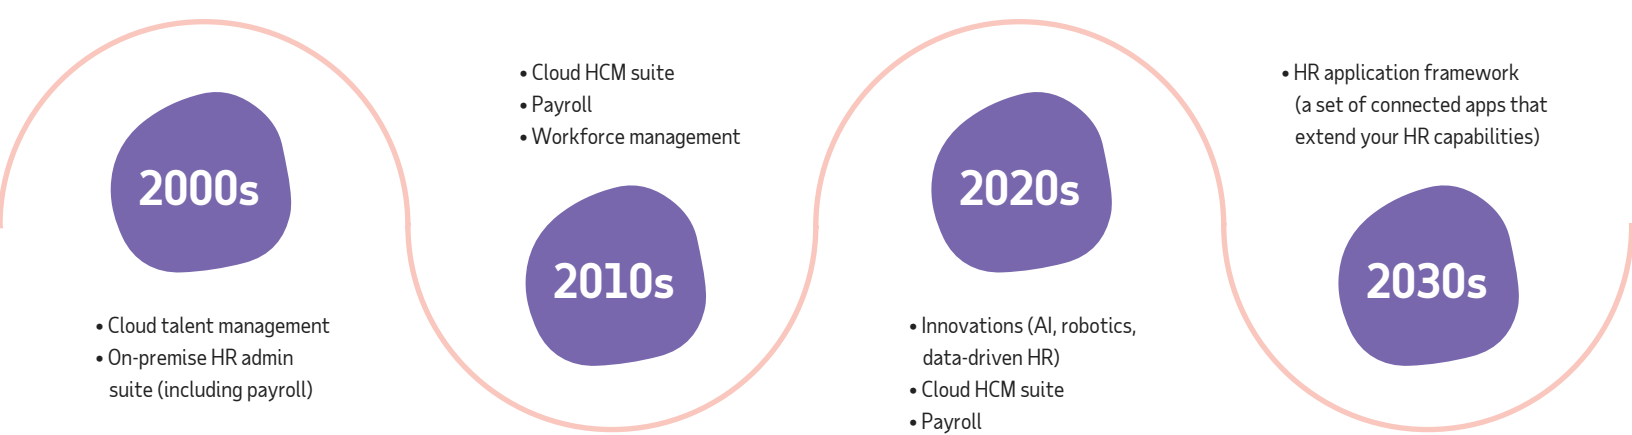 2000s
• Cloud talent management
• On-premise HR admin
suite (including payroll)
• Cloud HCM suite
• Payroll
• Workforce management
2010s
2020s
• Innovations (AI, robotics,
data-driven HR)
• Cloud HCM suite
• Payroll
• HR application framework
(a set of connected apps that
extend your HR capabilities)
2030s